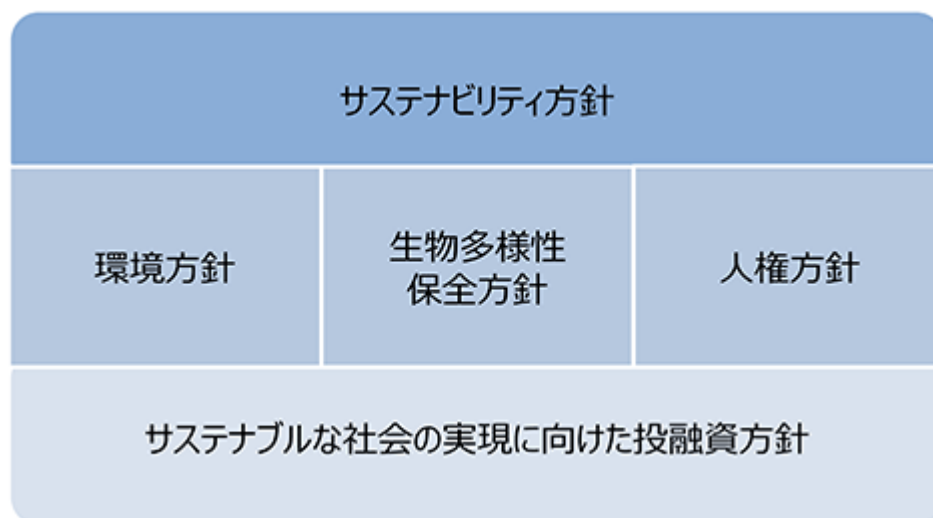 サステナビリティ方針
環境方針
生物多様性
保全方針
人権方針
サステナブルな社会の実現に向けた投融資方針